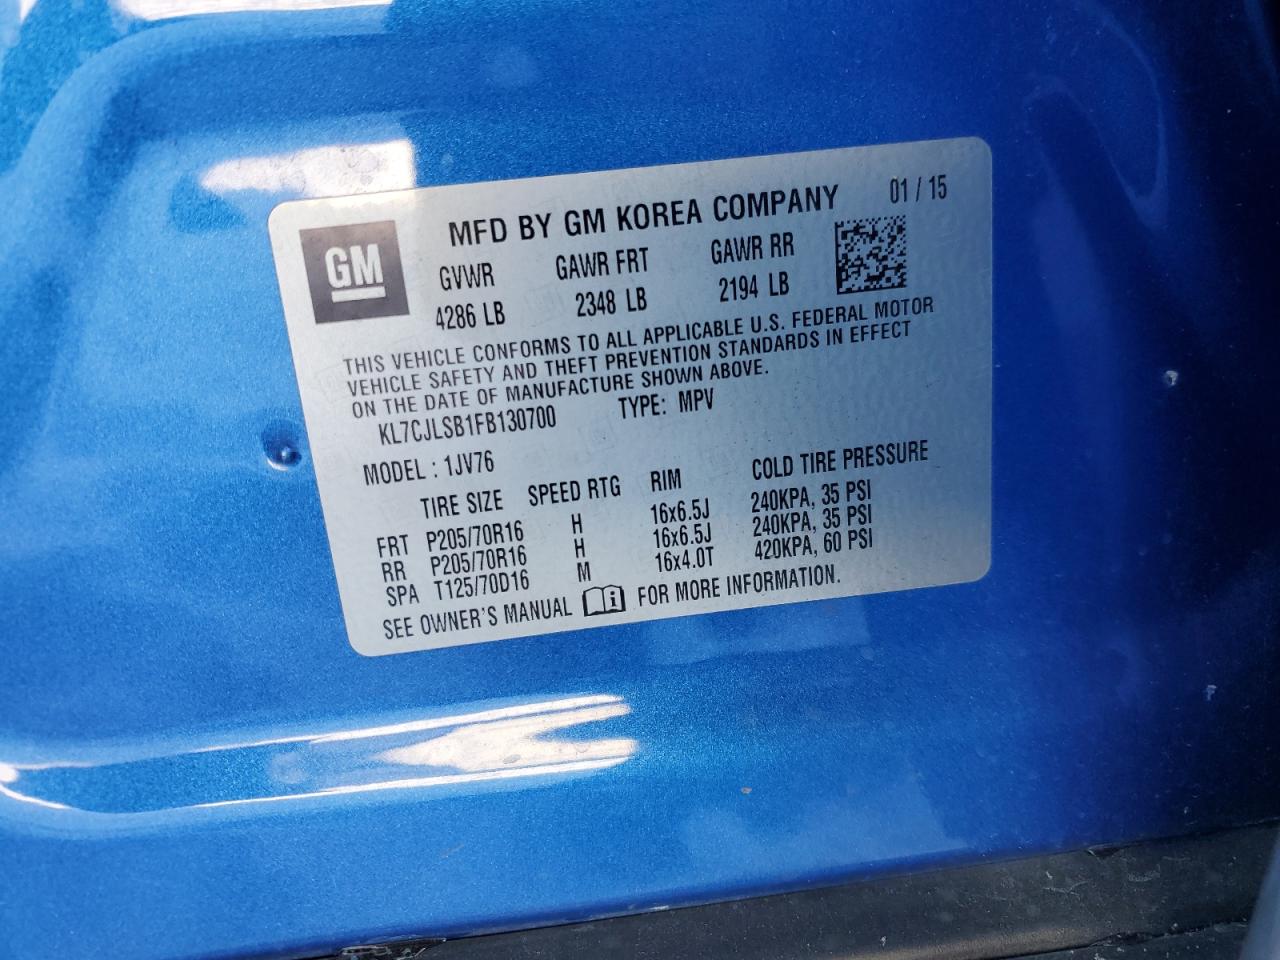 GM
MFD BY GM KOREA COMPANY 01 / 15
GVWR GAWR FRT GAWR RR
4286 LB 2348 LB 2194 LB
THIS VEHICLE CONFORMS TO ALL APPLICABLE U.S. FEDERAL MOTOR
VEHICLE SAFETY AND THEFT PREVENTION STANDARDS IN EFFECT
ON THE DATE OF MANUFACTURE SHOWN ABOVE.
KL7CJLSB1FB130700 TYPE: MPV
MODEL : 1JV76
TIRE SIZE SPEED RTG RIM COLD TIRE PRESSURE
FRT P205/70R16 H 16x6.5J 240KPA, 35 PSI
RR P205/70R16 H 16x6.5J 240KPA, 35 PSI
SPA T125/70D16 M 16x4.0T 420KPA, 60 PSI
SEE OWNER'S MANUAL FOR MORE INFORMATION.